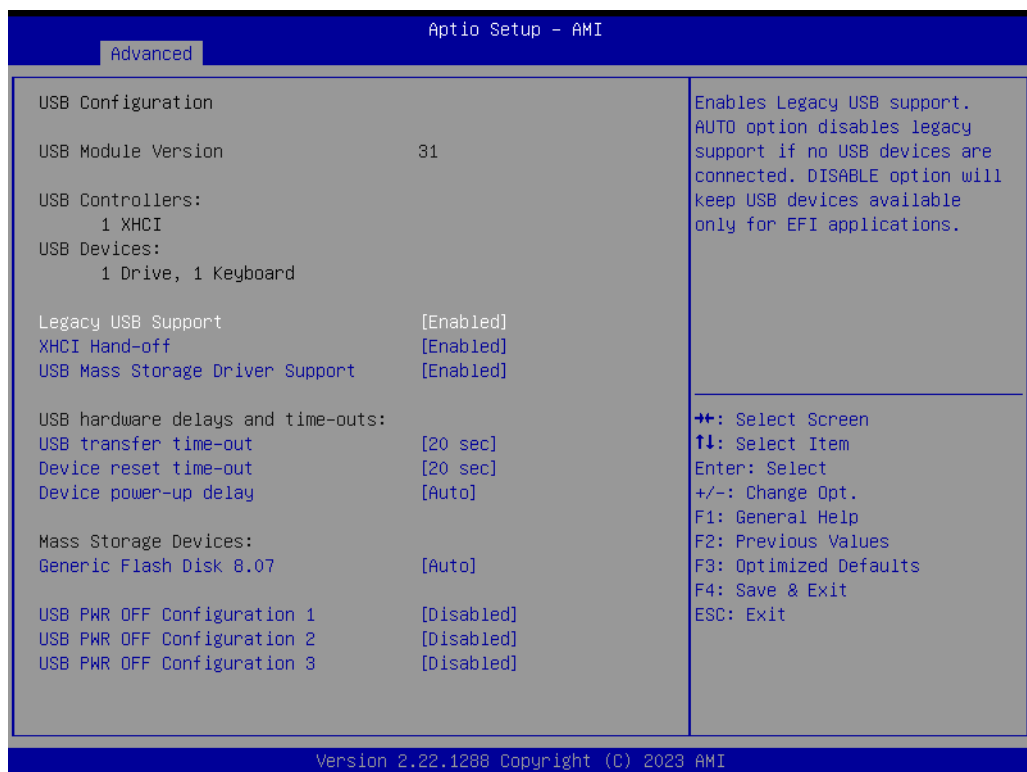 Aptio Setup – AMI
Advanced
USB Configuration
USB Module Version 31
USB Controllers:
1 XHCI
USB Devices:
1 Drive, 1 Keyboard
Legacy USB Support [Enabled]
XHCI Hand-off [Enabled]
USB Mass Storage Driver Support [Enabled]
USB hardware delays and time-outs:
USB transfer time-out [20 sec]
Device reset time-out [20 sec]
Device power-up delay [Auto]
Mass Storage Devices:
Generic Flash Disk 8.07 [Auto]
USB PWR OFF Configuration 1 [Disabled]
USB PWR OFF Configuration 2 [Disabled]
USB PWR OFF Configuration 3 [Disabled]
Enables Legacy USB support.
AUTO option disables legacy
support if no USB devices are
connected. DISABLE option will
keep USB devices available
only for EFI applications.
→←: Select Screen
↑↓: Select Item
Enter: Select
+/-: Change Opt.
F1: General Help
F2: Previous Values
F3: Optimized Defaults
F4: Save & Exit
ESC: Exit
Version 2.22.1288 Copyright (C) 2023 AMI